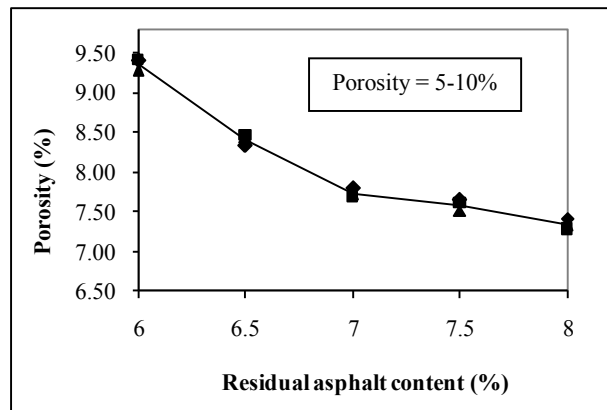 Porosity = 5-10%
Porosity (%)
9.50
9.00
8.50
8.00
7.50
7.00
6.50
6 6.5 7 7.5 8
Residual asphalt content (%)